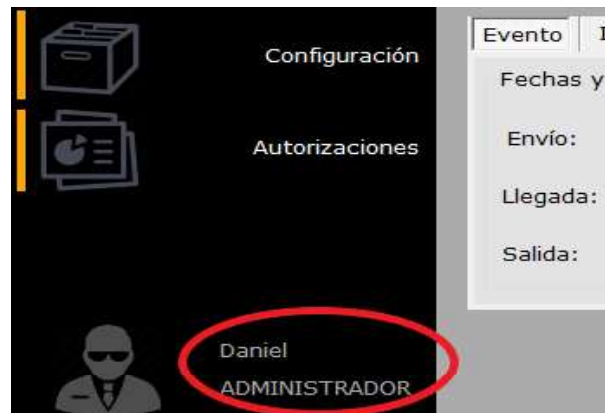 Configuración
Autorizaciones
Daniel
ADMINISTRADOR
Evento
Fechas y
Envío:
Llegada:
Salida: